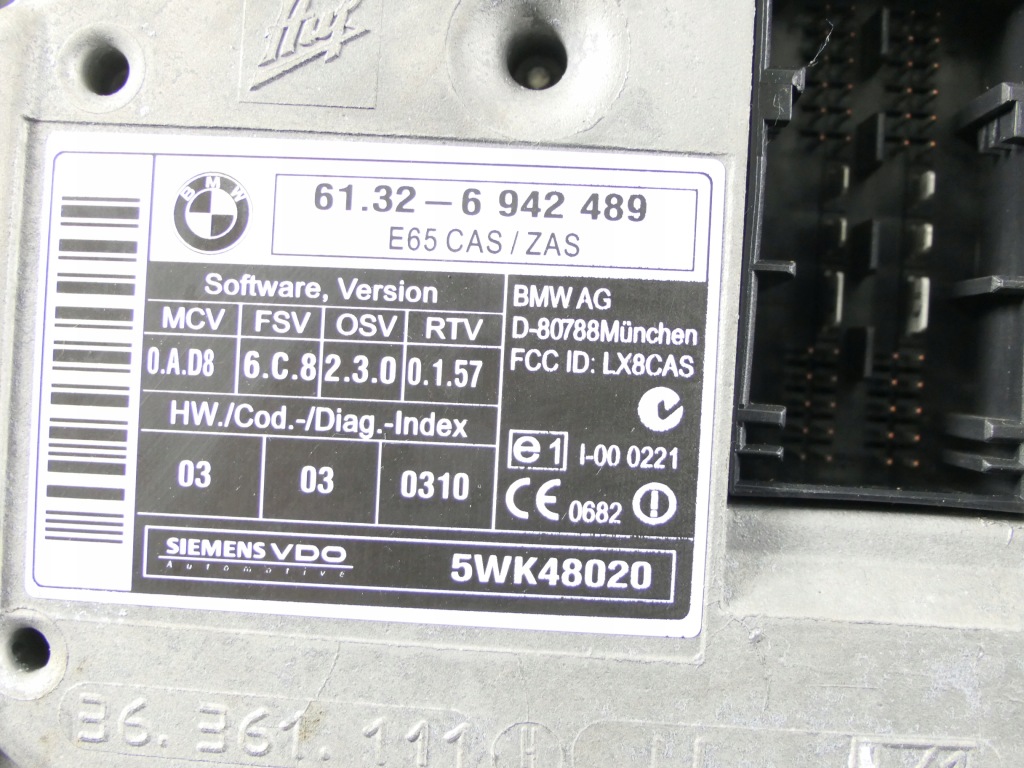 Huf
BMW
61.32-6 942 489
E65 CAS / ZAS
Software, Version
MCV FSV OSV RTV
0.A.D8 6.C.8 2.3.0 0.1.57
HW./Cod.-/Diag.-Index
03 03 0310
BMW AG
D-80788München
FCC ID: LX8CAS
e1 I-00 0221
CE 0682
SIEMENS VDO
Automotive
5WK48020
36.361.111 H